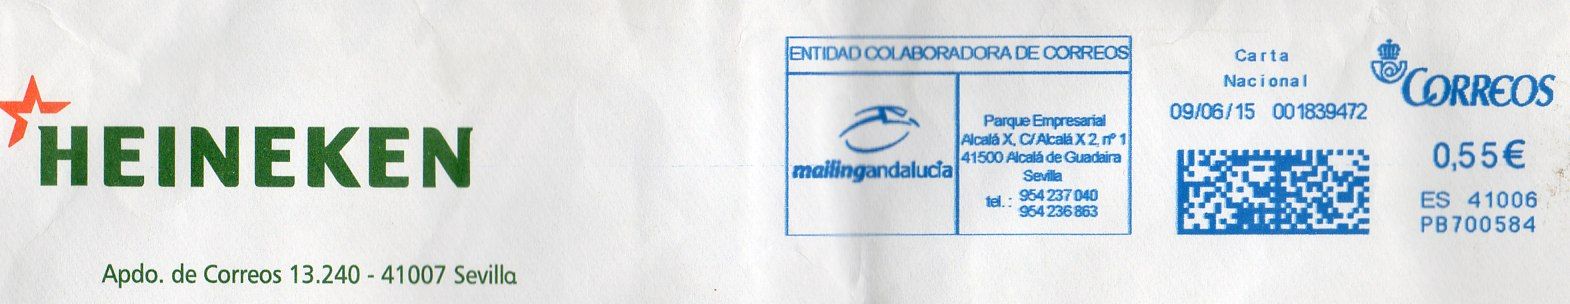 HEINEKEN
Apdo. de Correos 13.240 - 41007 Sevilla
ENTIDAD COLABORADORA DE CORREOS
mailingandalucía
Parque Empresarial
Alcalá X, C/Alcalá X 2, nº 1
41500 Alcalá de Guadaira
Sevilla
tel.: 954 237 040
954 236 863
Carta
Nacional
09/06/15 001839472
CORREOS
0,55€
ES 41006
PB700584